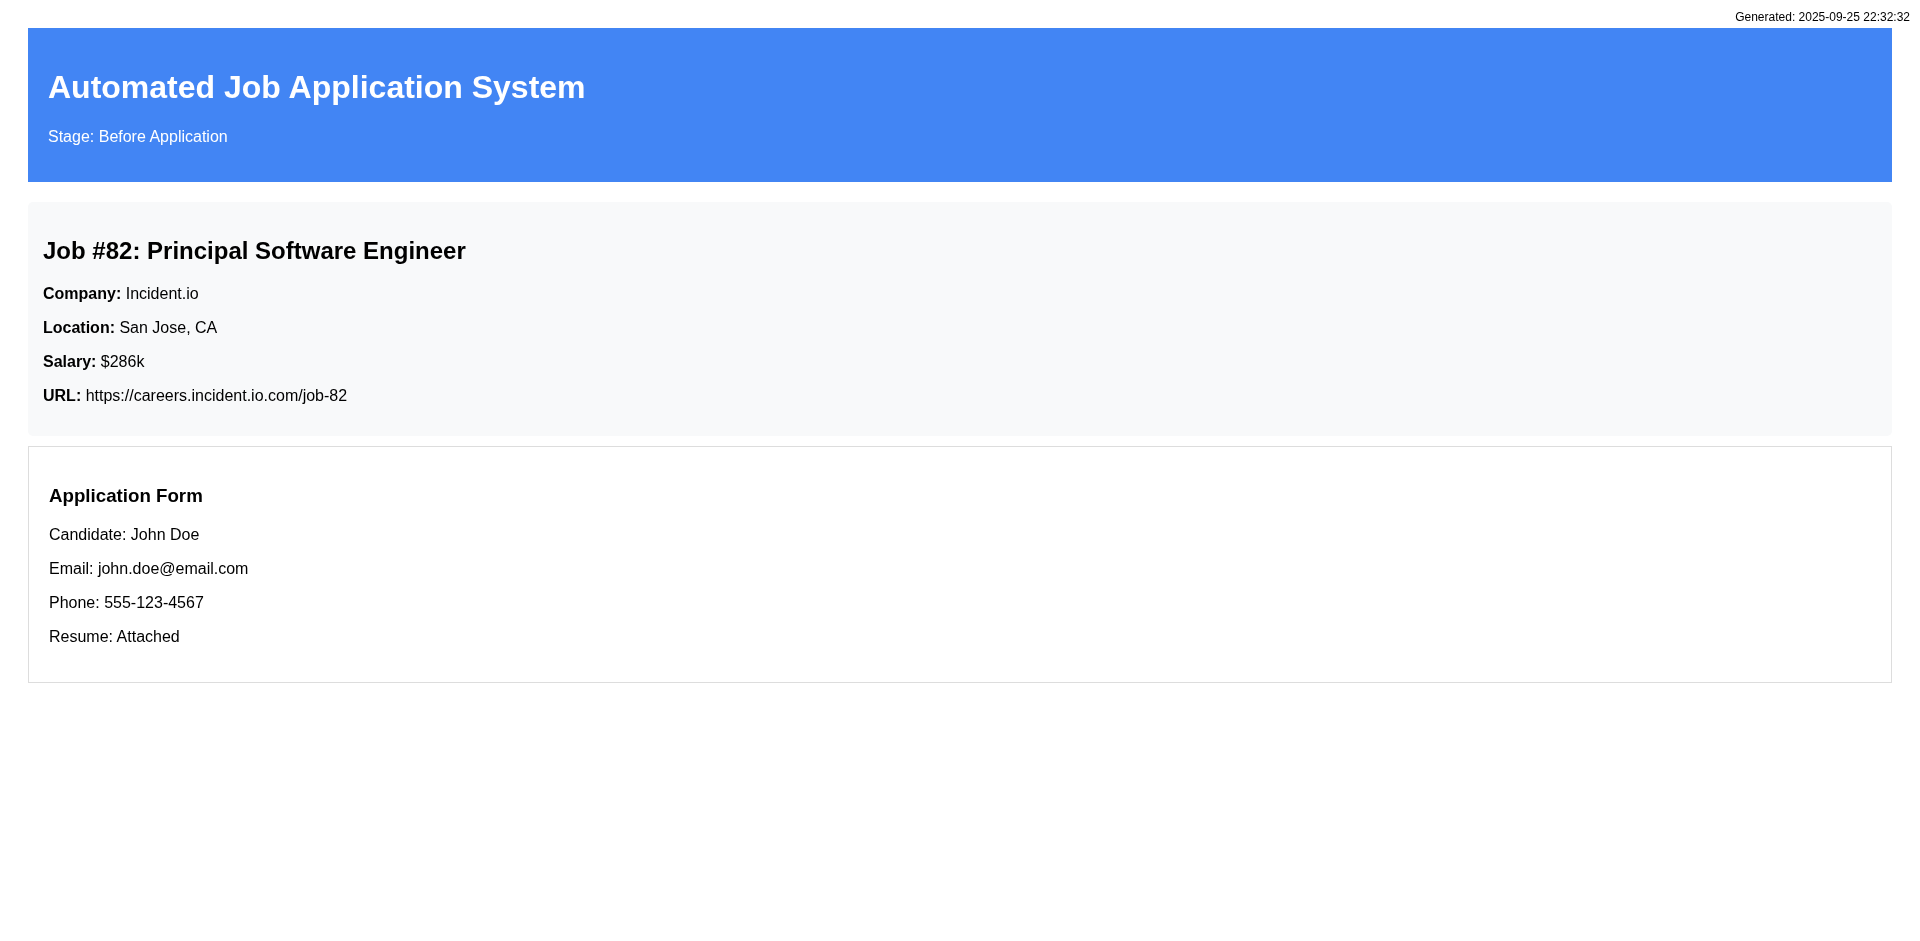 Generated: 2025-09-25 22:32:32
Automated Job Application System
Stage: Before Application
Job #82: Principal Software Engineer
Company: Incident.io
Location: San Jose, CA
Salary: $286k
URL: https://careers.incident.io.com/job-82
Application Form
Candidate: John Doe
Email: john.doe@email.com
Phone: 555-123-4567
Resume: Attached